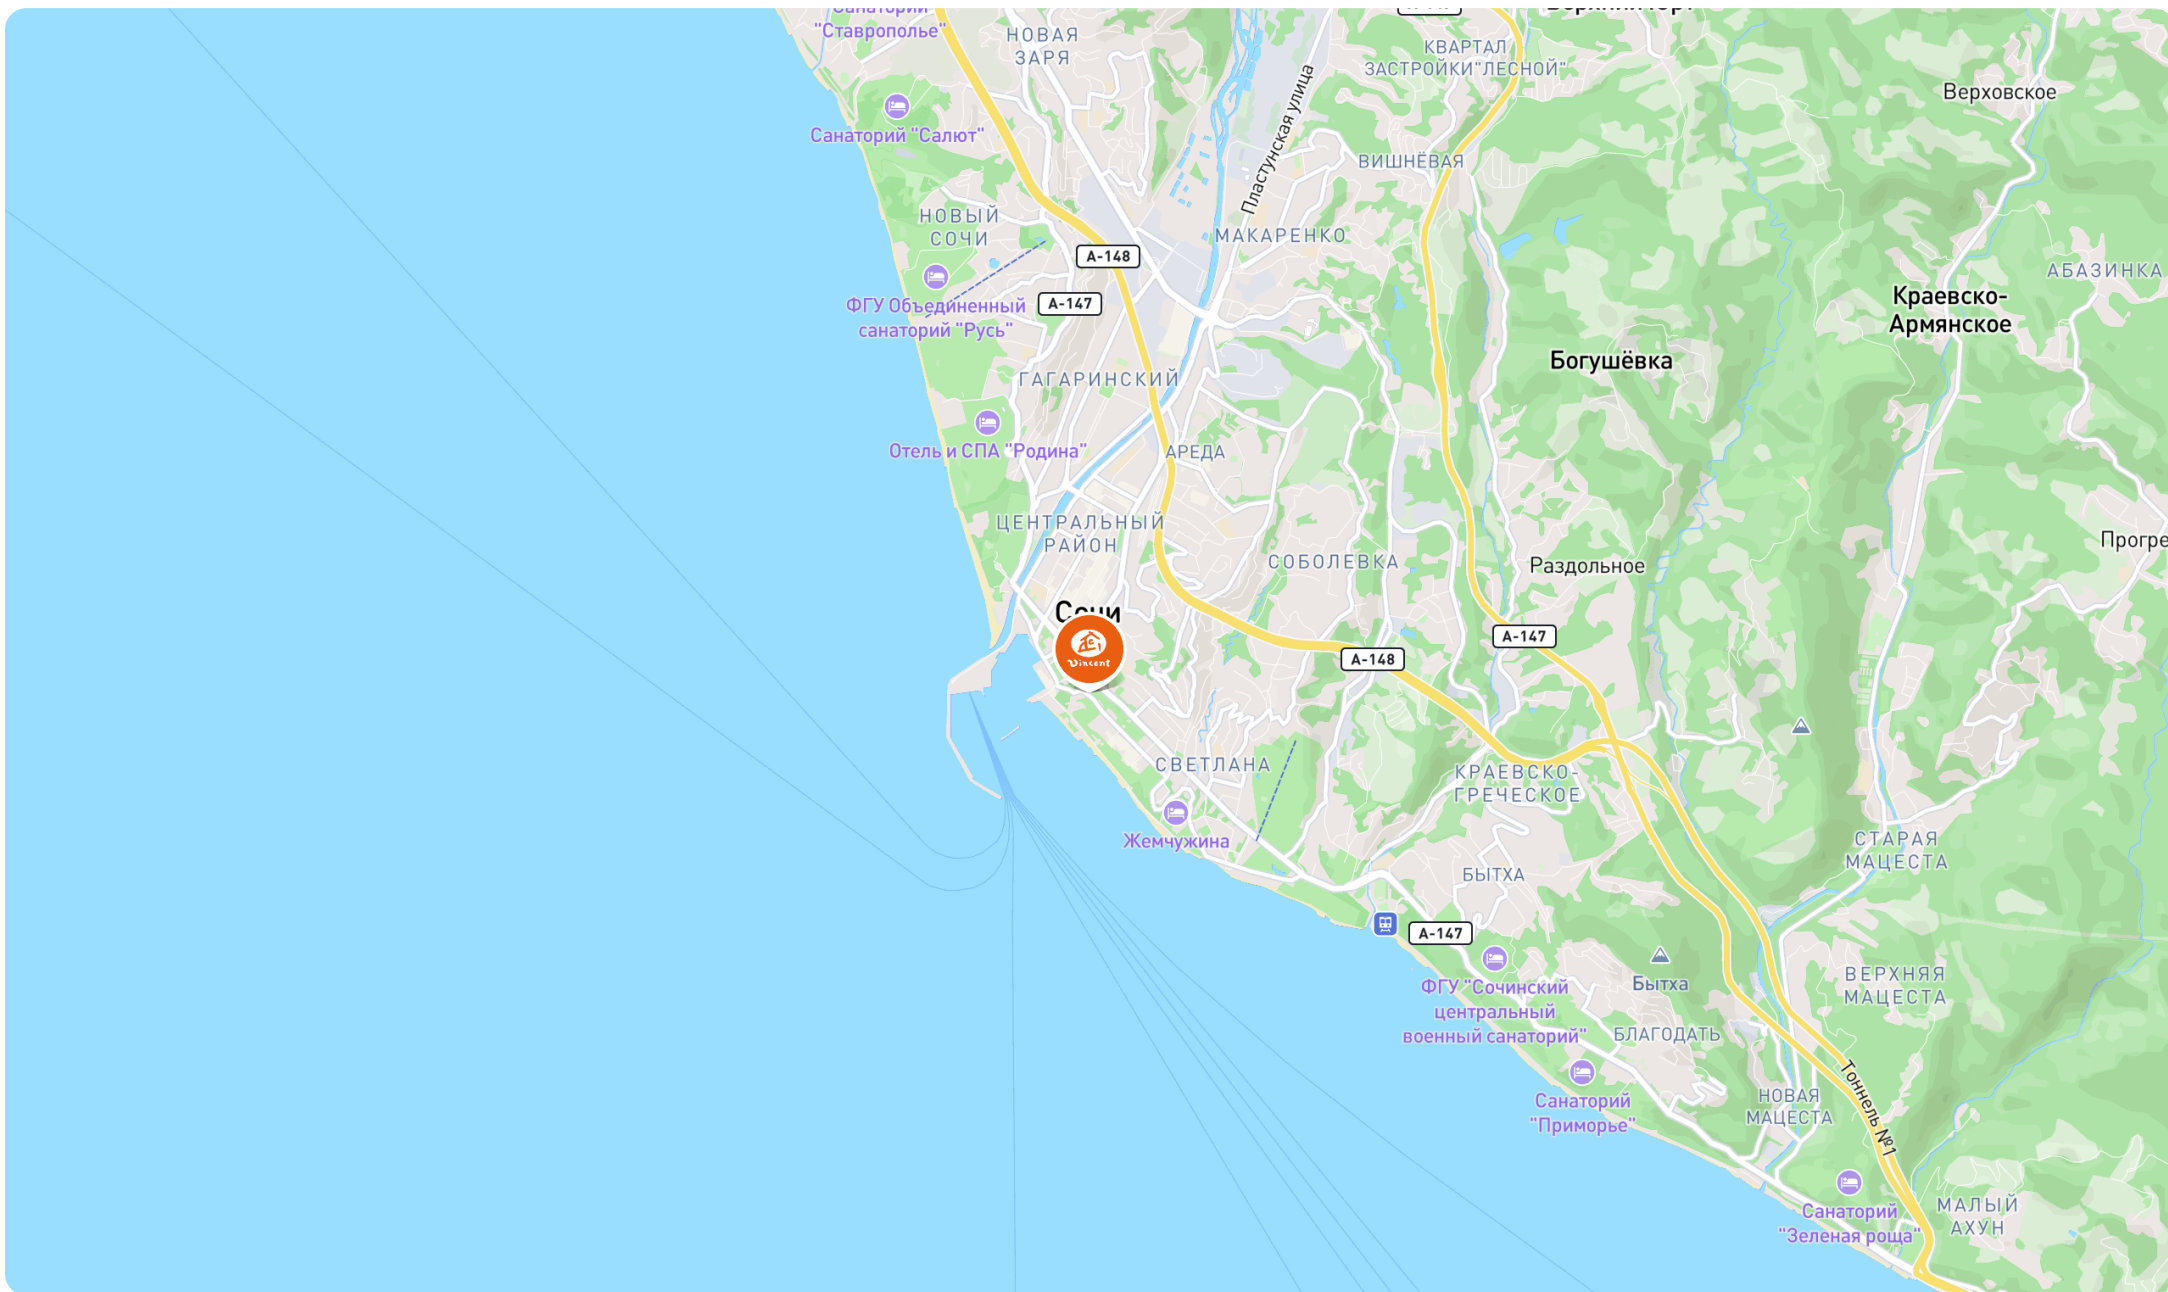 Санаторий
"Ставрополье"
НОВАЯ
ЗАРЯ
КВАРТАЛ
ЗАСТРОЙКИ"ЛЕСНОЙ"
Верховское
Санаторий "Салют"
Пластунская улица
ВИШНЁВАЯ
НОВЫЙ
СОЧИ
МАКАРЕНКО
А-148
АБАЗИНКА
ФГУ Объединенный
санаторий "Русь"
А-147
Краевско-
Армянское
Богушёвка
ГАГАРИНСКИЙ
Отель и СПА "Родина"
АРЕДА
ЦЕНТРАЛЬНЫЙ
РАЙОН
Прогре
СОБОЛЕВКА
Раздольное
Сочи
Vincent
А-147
А-148
СВЕТЛАНА
КРАЕВСКО-
ГРЕЧЕСКОЕ
Жемчужина
СТАРАЯ
МАЦЕСТА
БЫТХА
А-147
ФГУ "Сочинский
центральный
военный санаторий"
Бытха
ВЕРХНЯЯ
МАЦЕСТА
БЛАГОДАТЬ
Санаторий
"Приморье"
НОВАЯ
МАЦЕСТА
Тоннель №1
Санаторий
"Зеленая роща"
МАЛЫЙ
АХУН